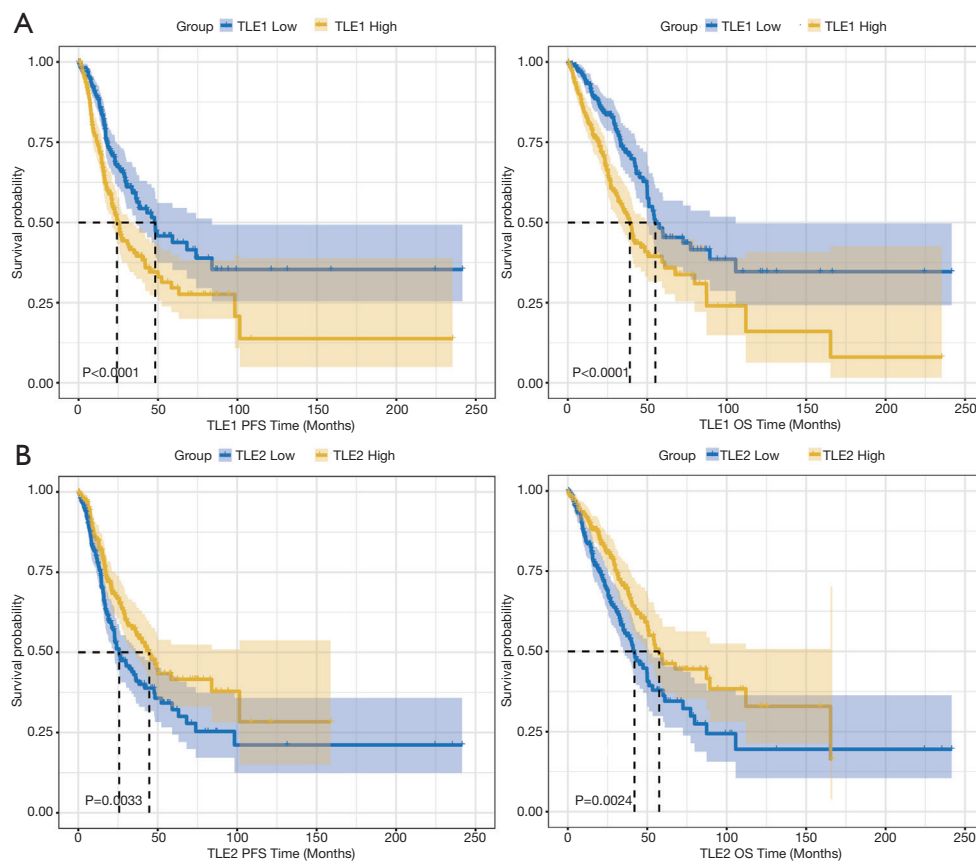 A
Group TLE1 Low TLE1 High
Survival probability
1.00
0.75
0.50
0.25
0.00
P<0.0001
0 50 100 150 200 250
TLE1 PFS Time (Months)
Group TLE1 Low TLE1 High
Survival probability
1.00
0.75
0.50
0.25
0.00
P<0.0001
0 50 100 150 200 250
TLE1 OS Time (Months)
B
Group TLE2 Low TLE2 High
Survival probability
1.00
0.75
0.50
0.25
0.00
P=0.0033
0 50 100 150 200 250
TLE2 PFS Time (Months)
Group TLE2 Low TLE2 High
Survival probability
1.00
0.75
0.50
0.25
0.00
P=0.0024
0 50 100 150 200 250
TLE2 OS Time (Months)